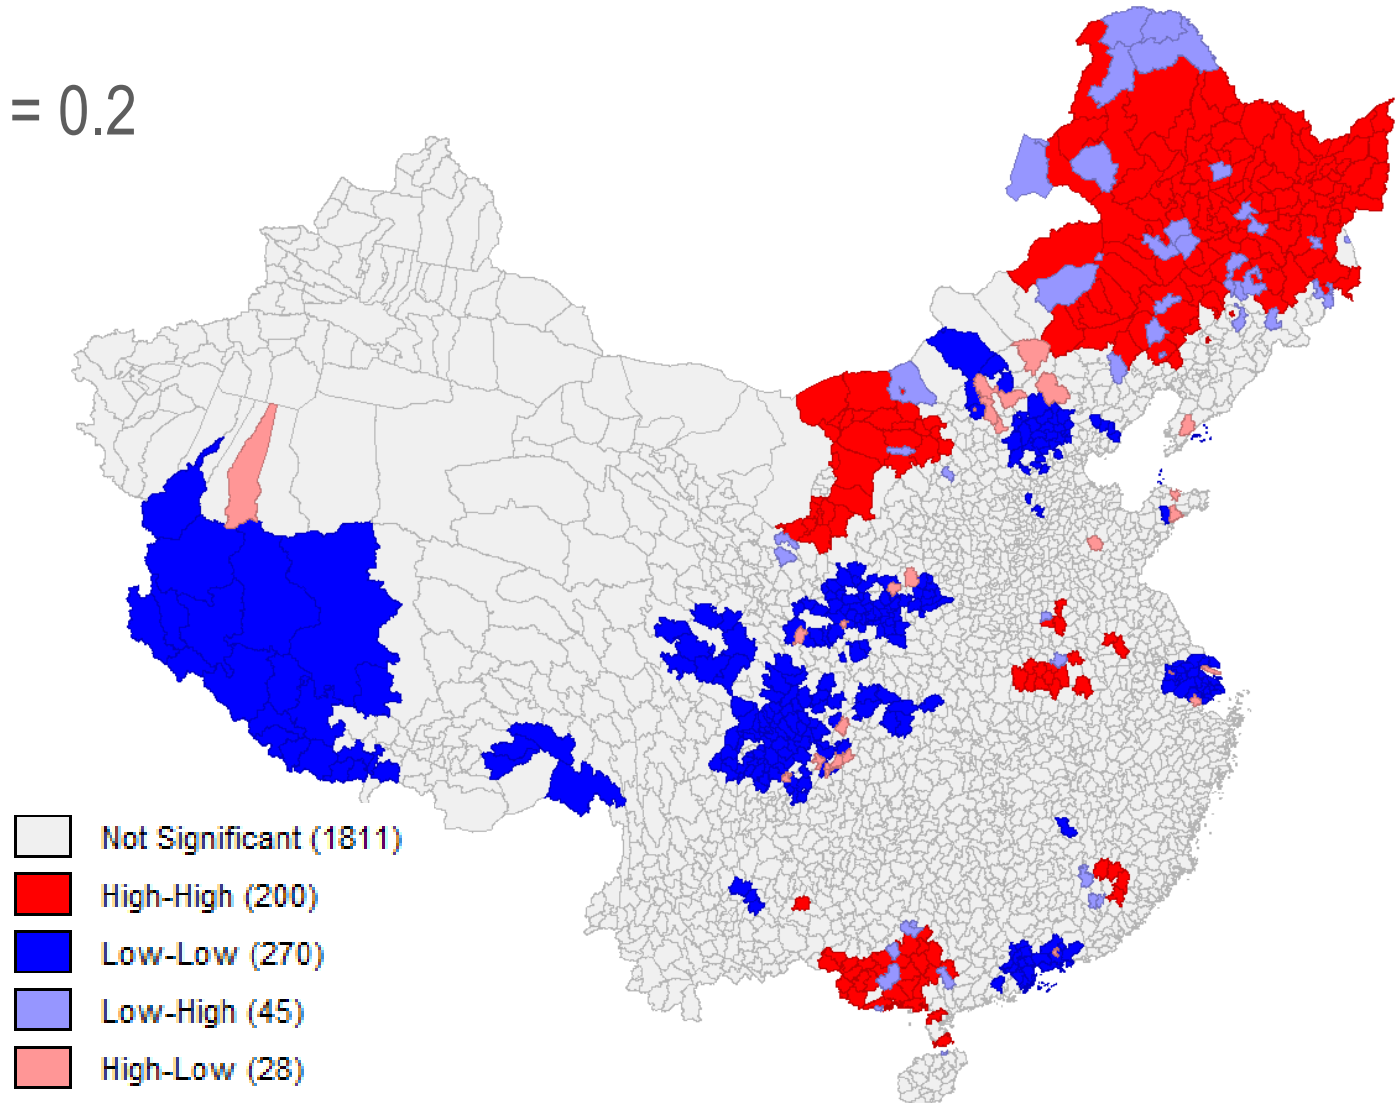 = 0.2
Not Significant (1811)
High-High (200)
Low-Low (270)
Low-High (45)
High-Low (28)